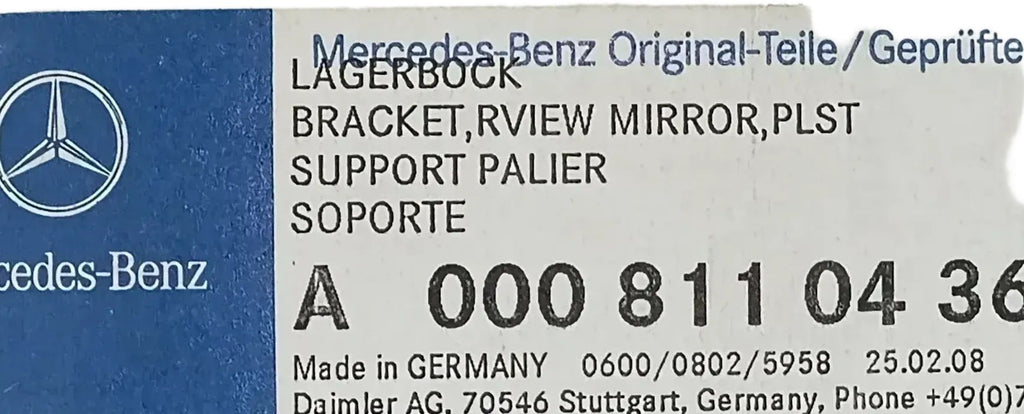 Mercedes-Benz Original-Teile/Geprüfte
LAGERBOCK
BRACKET,RVIEW MIRROR,PLST
SUPPORT PALIER
SOPORTE
cedes-Benz
A 000 811 04 36
Made in GERMANY 0600/0802/5958 25.02.08
Daimler AG, 70546 Stuttgart, Germany, Phone +49(0)7